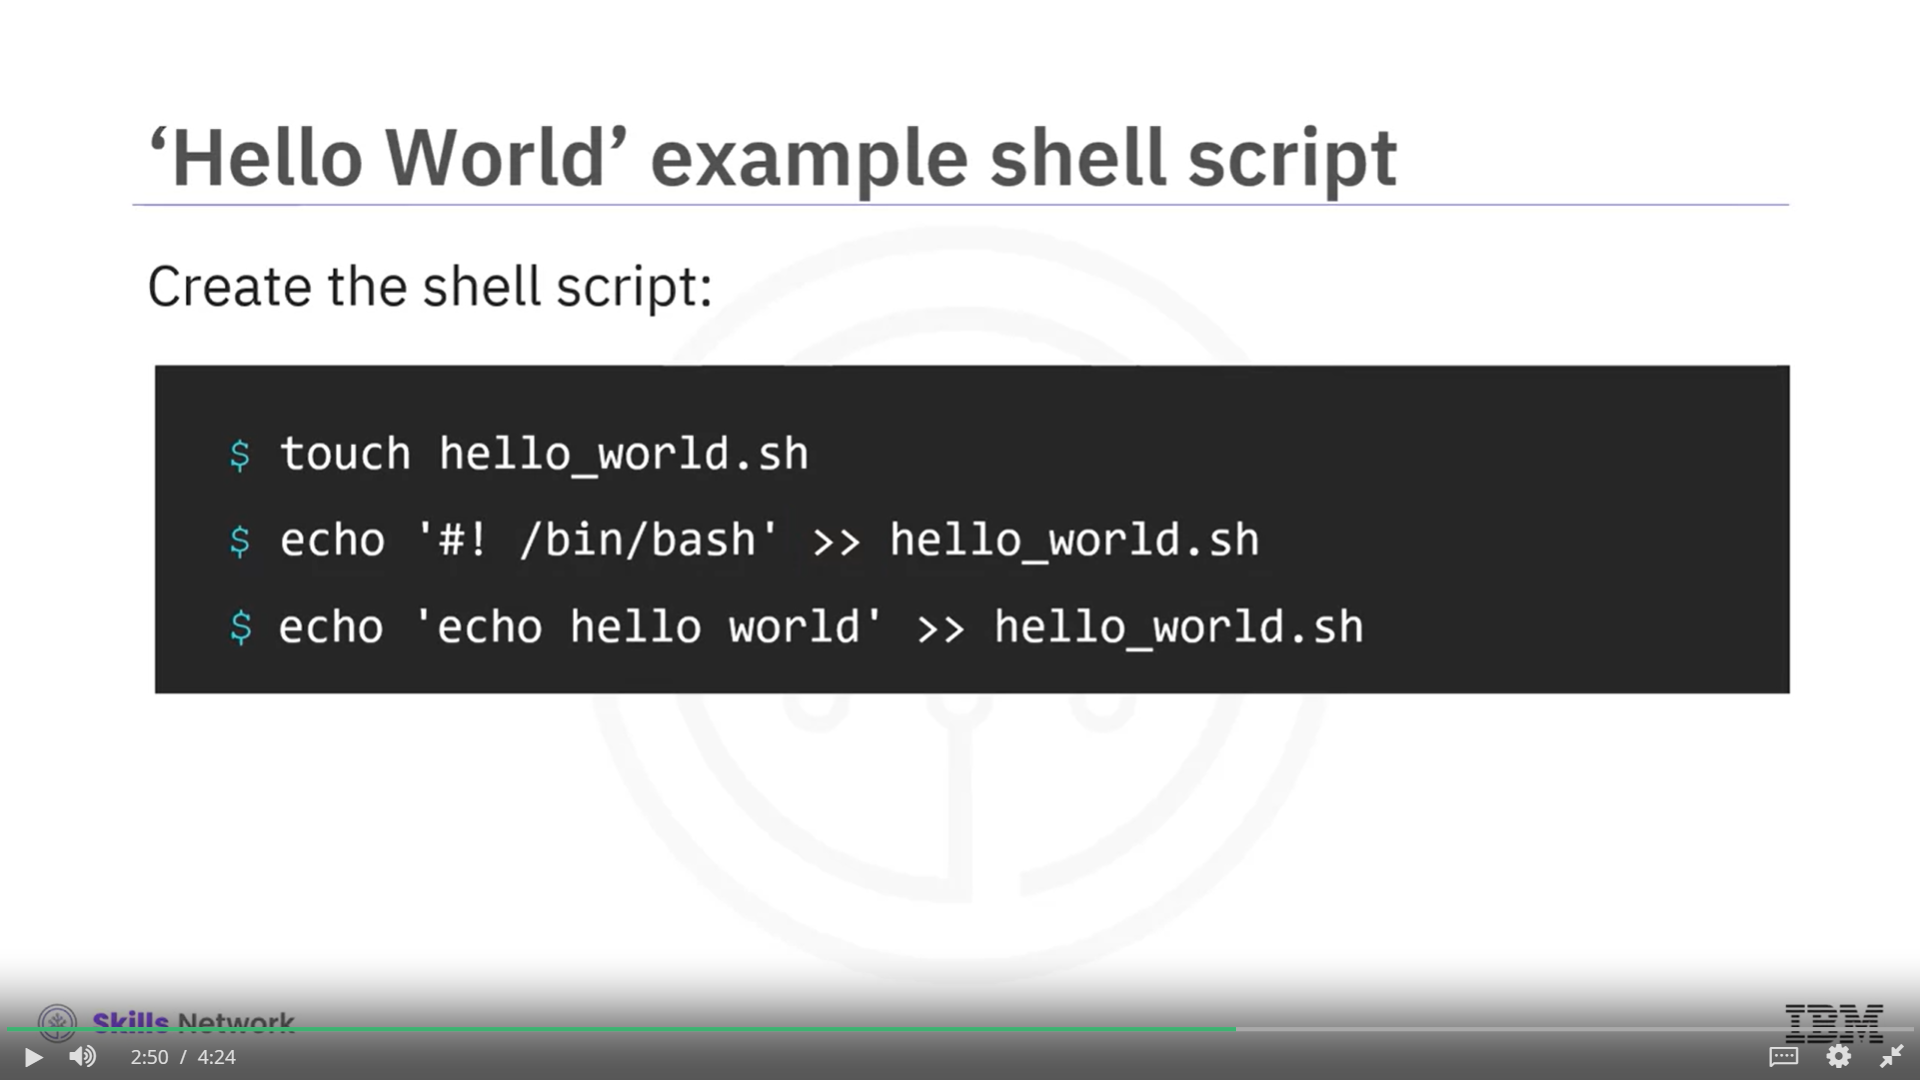 ‘Hello World’ example shell script
Create the shell script:
$ touch hello_world.sh
$ echo '#! /bin/bash' >> hello_world.sh
$ echo 'echo hello world' >> hello_world.sh
Skills Network
IBM
2:50 / 4:24